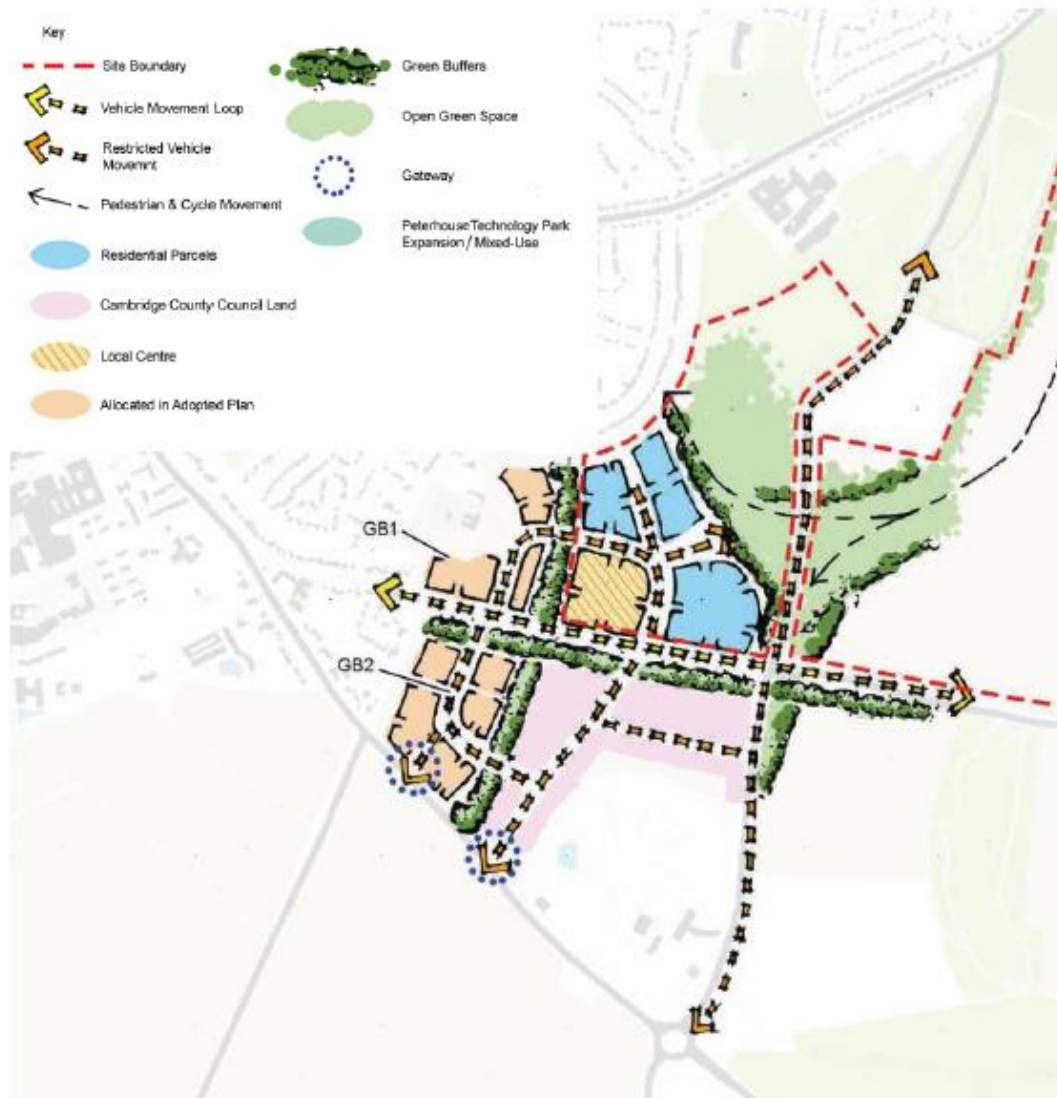 Key
Site Boundary
Vehicle Movement Loop
Restricted Vehicle
Movemnt
Pedestrian & Cycle Movement
Residential Parcels
Cambridge County Council Land
Local Centre
Allocated in Adopted Plan
Green Buffers
Open Green Space
Gateway
Peterhouse Technology Park
Expansion / Mixed-Use
GB1
GB2